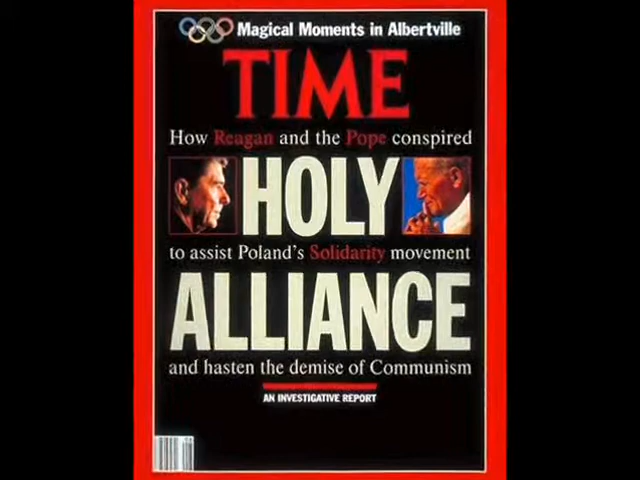 Magical Moments in Albertville
TIME
How Reagan and the Pope conspired
HOLY
to assist Poland's Solidarity movement
ALLIANCE
and hasten the demise of Communism
AN INVESTIGATIVE REPORT